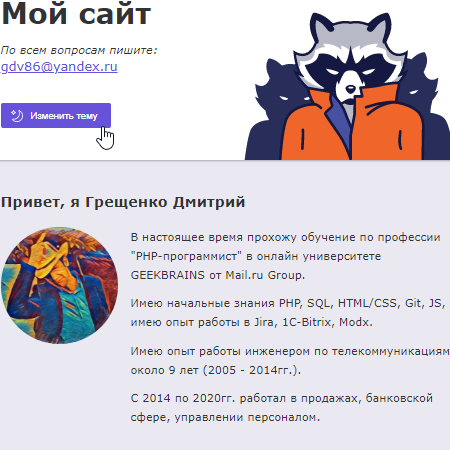 Мой сайт
По всем вопросам пишите:
gdv86@yandex.ru
Изменить тему
Привет, я Грещенко Дмитрий
В настоящее время прохожу обучение по профессии
"PHP-программист" в онлайн университете
GEEKBRAINS от Mail.ru Group.
Имею начальные знания PHP, SQL, HTML/CSS, Git, JS,
имею опыт работы в Jira, 1C-Bitrix, Modx.
Имею опыт работы инженером по телекоммуникациям
около 9 лет (2005 - 2014гг.).
С 2014 по 2020гг. работал в продажах, банковской
сфере, управлении персоналом.